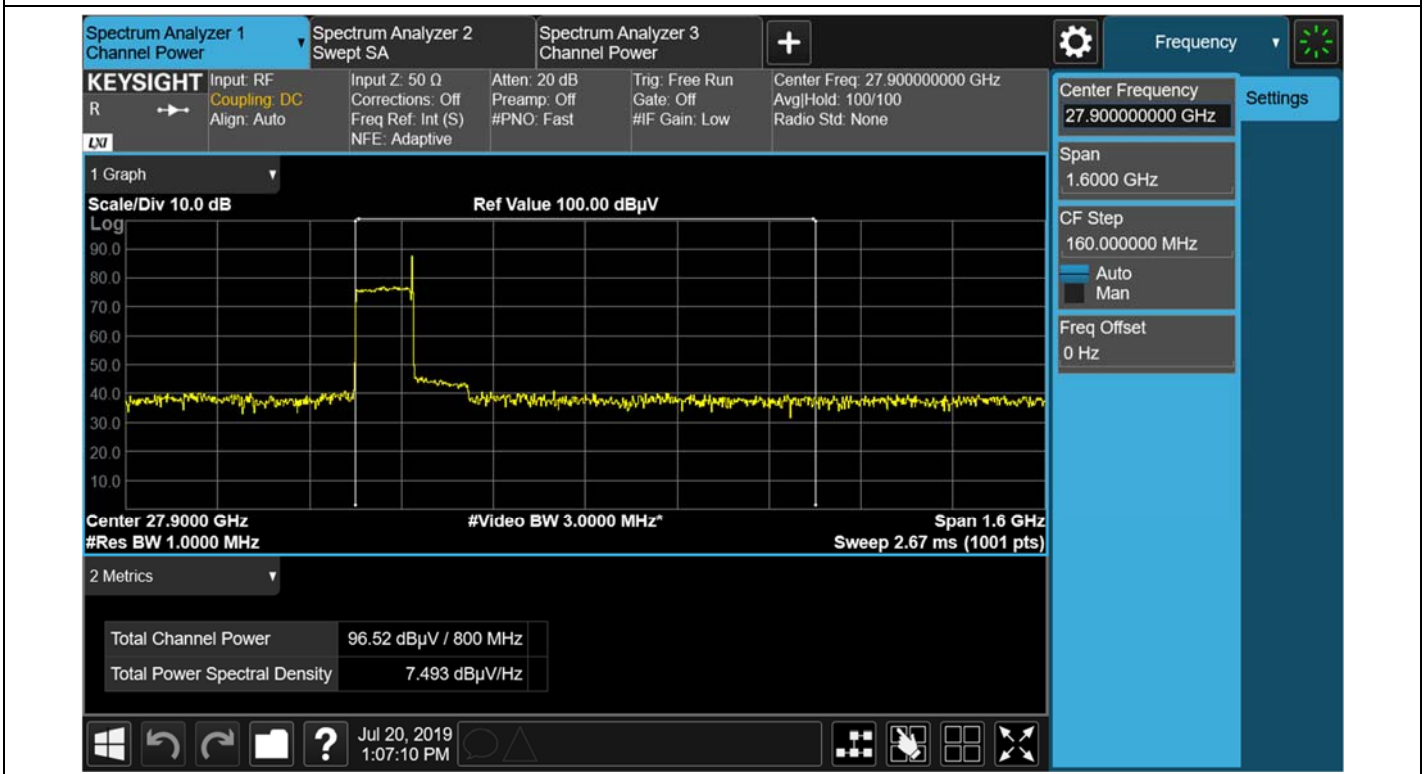 Spectrum Analyzer 1
Channel Power
Spectrum Analyzer 2
Swept SA
Spectrum Analyzer 3
Channel Power
Frequency
KEYSIGHT
R
LXI
Input: RF
Coupling: DC
Align: Auto
Input Z: 50 Ω
Corrections: Off
Freq Ref: Int (S)
NFE: Adaptive
Atten: 20 dB
Preamp: Off
#PNO: Fast
Trig: Free Run
Gate: Off
#IF Gain: Low
Center Freq: 27.900000000 GHz
Avg|Hold: 100/100
Radio Std: None
Center Frequency
27.900000000 GHz
Settings
Span
1.6000 GHz
CF Step
160.000000 MHz
Auto
Man
Freq Offset
0 Hz
1 Graph
Scale/Div 10.0 dB
Ref Value 100.00 dBµV
Log
90.0
80.0
70.0
60.0
50.0
40.0
30.0
20.0
10.0
Center 27.9000 GHz
#Video BW 3.0000 MHz*
Span 1.6 GHz
#Res BW 1.0000 MHz
Sweep 2.67 ms (1001 pts)
2 Metrics
Total Channel Power 96.52 dBµV / 800 MHz
Total Power Spectral Density 7.493 dBµV/Hz
?
Jul 20, 2019
1:07:10 PM